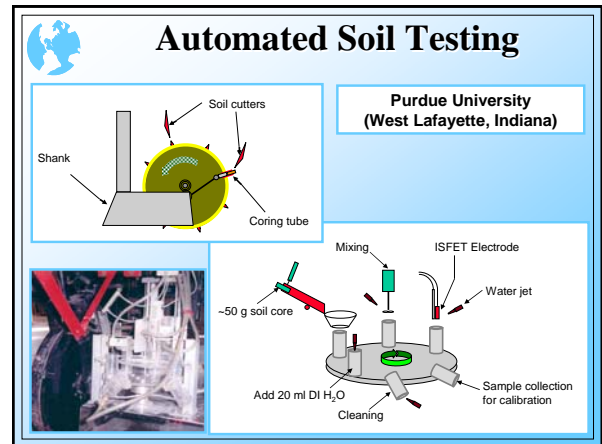 Automated Soil Testing
Purdue University
(West Lafayette, Indiana)
Soil cutters
Shank
Coring tube
Mixing
ISFET Electrode
Water jet
~50 g soil core
Add 20 ml DI H₂O
Cleaning
Sample collection
for calibration